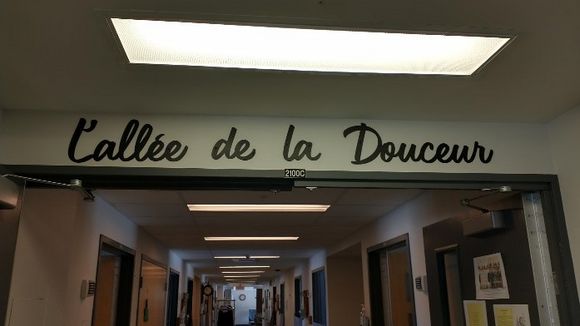 L'allée de la Douceur
2100C